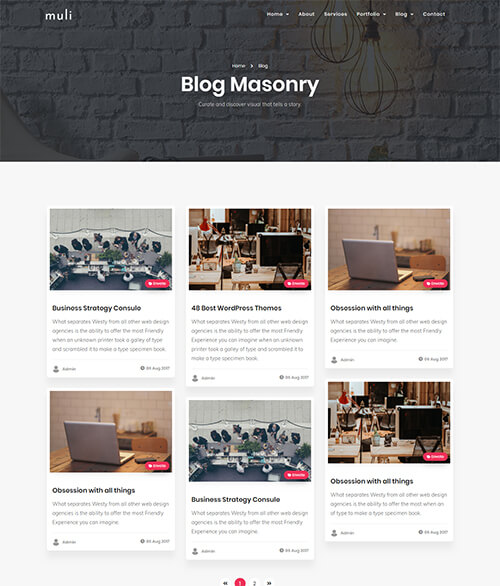 muli
Home About Services Portfolio Blog Contact
Home Blog
Blog Masonry
Curate and discover visual that tells a story.
Envato
Business Strategy Consule
What separates Westy from all other web design
agencies is the ability to offer the most Friendly
when an unknown printer took a galley of type
and scrambled it to make a type specimen book.
Admin 09 Aug 2017
Envato
48 Best WordPress Themes
What separates Westy from all other web design
agencies is the ability to offer the most Friendly
Experience you can imagine when an unknown
printer took a galley of type and scrambled it to
make a type specimen book.
Admin 09 Aug 2017
Envato
Obsession with all things
What separates Westy from all other web design
agencies is the ability to offer the most Friendly
Experience you can imagine.
Admin 09 Aug 2017
Envato
Obsession with all things
What separates Westy from all other web design
agencies is the ability to offer the most Friendly
Experience you can imagine.
Admin 09 Aug 2017
Envato
Business Strategy Consule
What separates Westy from all other web design
agencies is the ability to offer the most Friendly
Experience you can imagine.
Admin 09 Aug 2017
Envato
Obsession with all things
What separates Westy from all other web design
agencies is the ability to offer the most when an
of type to make a type specimen book.
Admin 09 Aug 2017
« 1 2 »